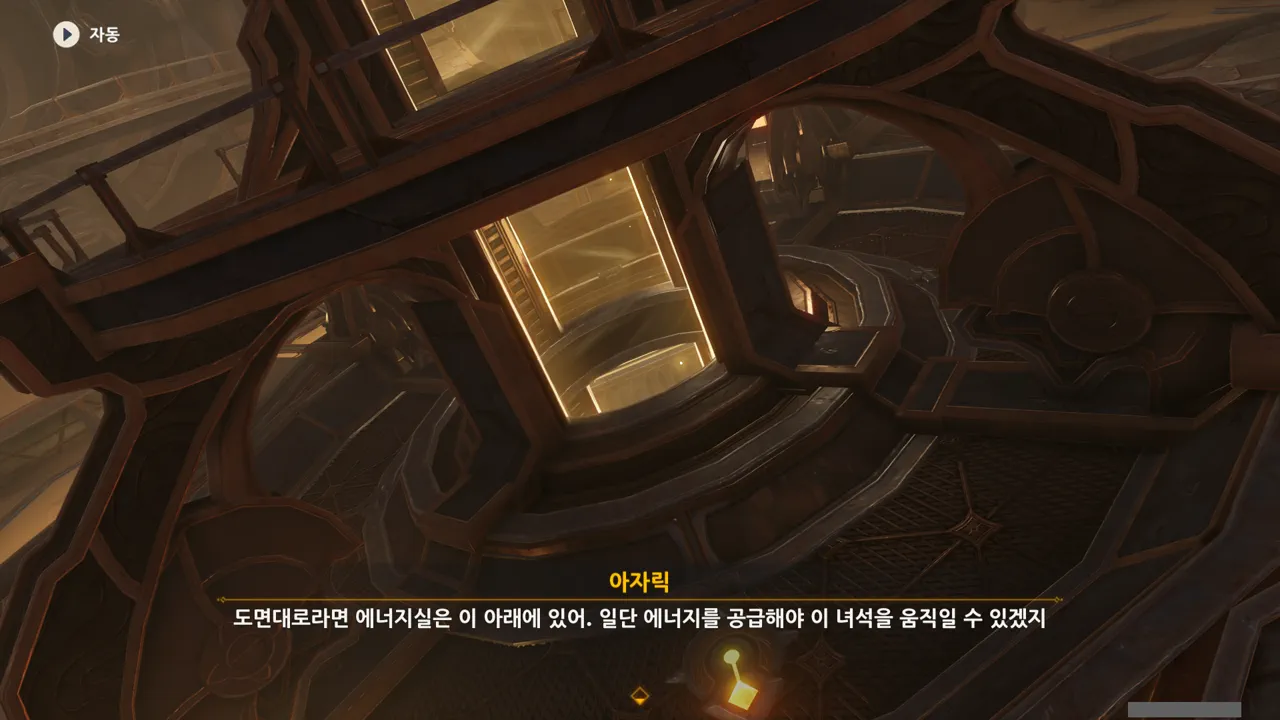 자동
아자릭
도면대로라면 에너지실은 이 아래에 있어. 일단 에너지를 공급해야 이 녀석을 움직일 수 있겠지